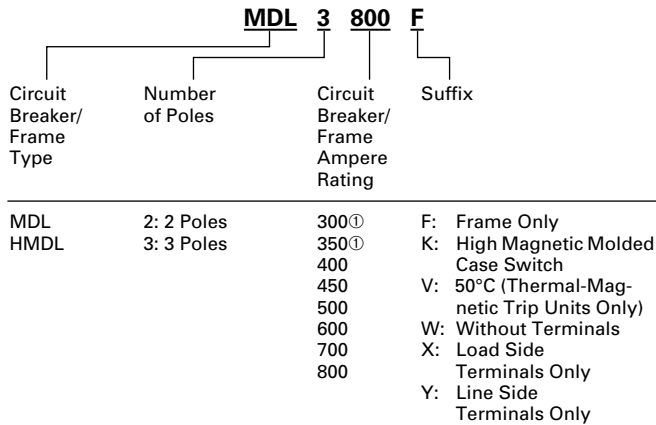 MDL 3 800 F
Circuit Breaker/ Frame Type
Number of Poles
Circuit Breaker/ Frame Ampere Rating
Suffix
MDL
HMDL
2: 2 Poles
3: 3 Poles
300①
350①
400
450
500
600
700
800
F: Frame Only
K: High Magnetic Molded
Case Switch
V: 50°C (Thermal-Mag-
netic Trip Units Only)
W: Without Terminals
X: Load Side
Terminals Only
Y: Line Side
Terminals Only